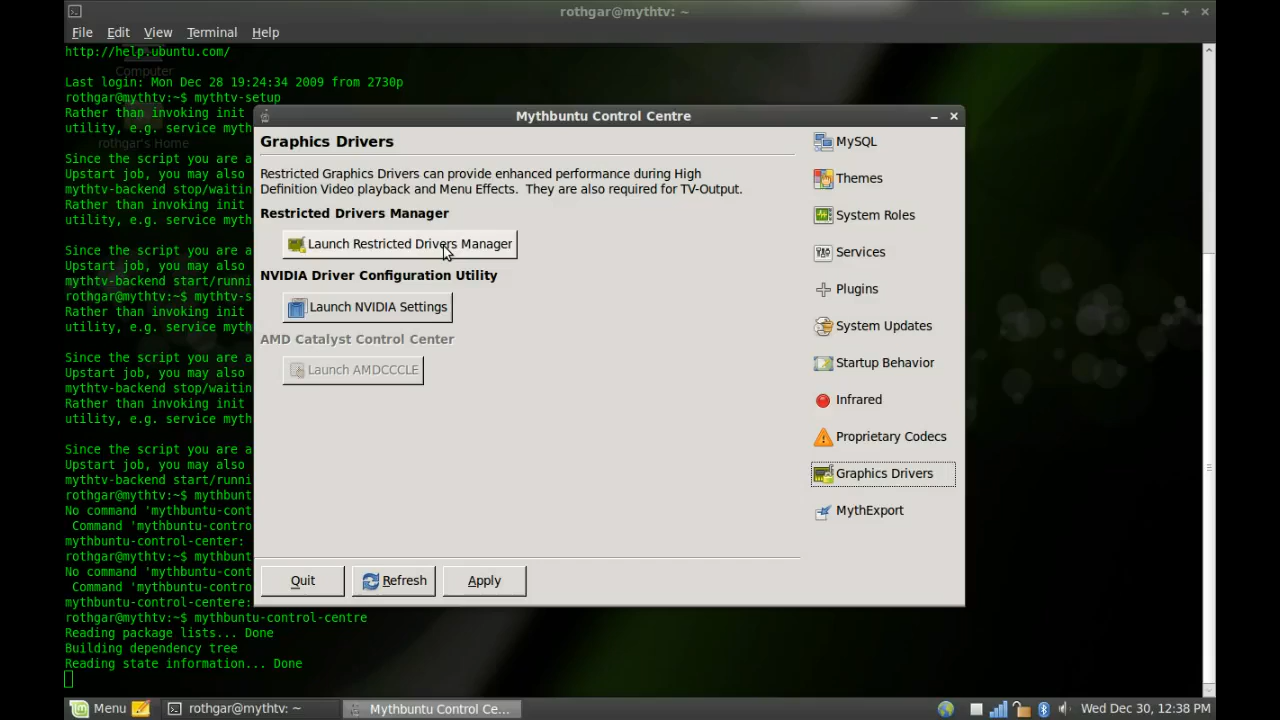 rothgar@mythtv: ~
File Edit View Terminal Help
http://help.ubuntu.com/
Computer
Last login: Mon Dec 28 19:24:34 2009 from 2730p
rothgar@mythtv:~$ mythtv-setup
Rather than invoking init
utility, e.g. service myth
rothgar's Home
Since the script you are a
Upstart job, you may also
mythtv-backend stop/waitin
Rather than invoking init
utility, e.g. service myth
Since the script you are a
Upstart job, you may also
mythtv-backend start/runni
rothgar@mythtv:~$ mythtv-s
Rather than invoking init
utility, e.g. service myth
Since the script you are a
Upstart job, you may also
mythtv-backend stop/waitin
Rather than invoking init
utility, e.g. service myth
Since the script you are a
Upstart job, you may also
mythtv-backend start/runni
rothgar@mythtv:~$ mythbunt
No command 'mythbuntu-cont
Command 'mythbuntu-contro
mythbuntu-control-center:
rothgar@mythtv:~$ mythbunt
No command 'mythbuntu-cont
Command 'mythbuntu-contro
mythbuntu-control-centere:
rothgar@mythtv:~$ mythbuntu-control-centre
Reading package lists... Done
Building dependency tree
Reading state information... Done
Mythbuntu Control Centre
Graphics Drivers
Restricted Graphics Drivers can provide enhanced performance during High
Definition Video playback and Menu Effects. They are also required for TV-Output.
Restricted Drivers Manager
Launch Restricted Drivers Manager
NVIDIA Driver Configuration Utility
Launch NVIDIA Settings
AMD Catalyst Control Center
Launch AMDCCCLE
Quit Refresh Apply
MySQL
Themes
System Roles
Services
Plugins
System Updates
Startup Behavior
Infrared
Proprietary Codecs
Graphics Drivers
MythExport
Menu rothgar@mythtv: ~ Mythbuntu Control Ce... Wed Dec 30, 12:38 PM